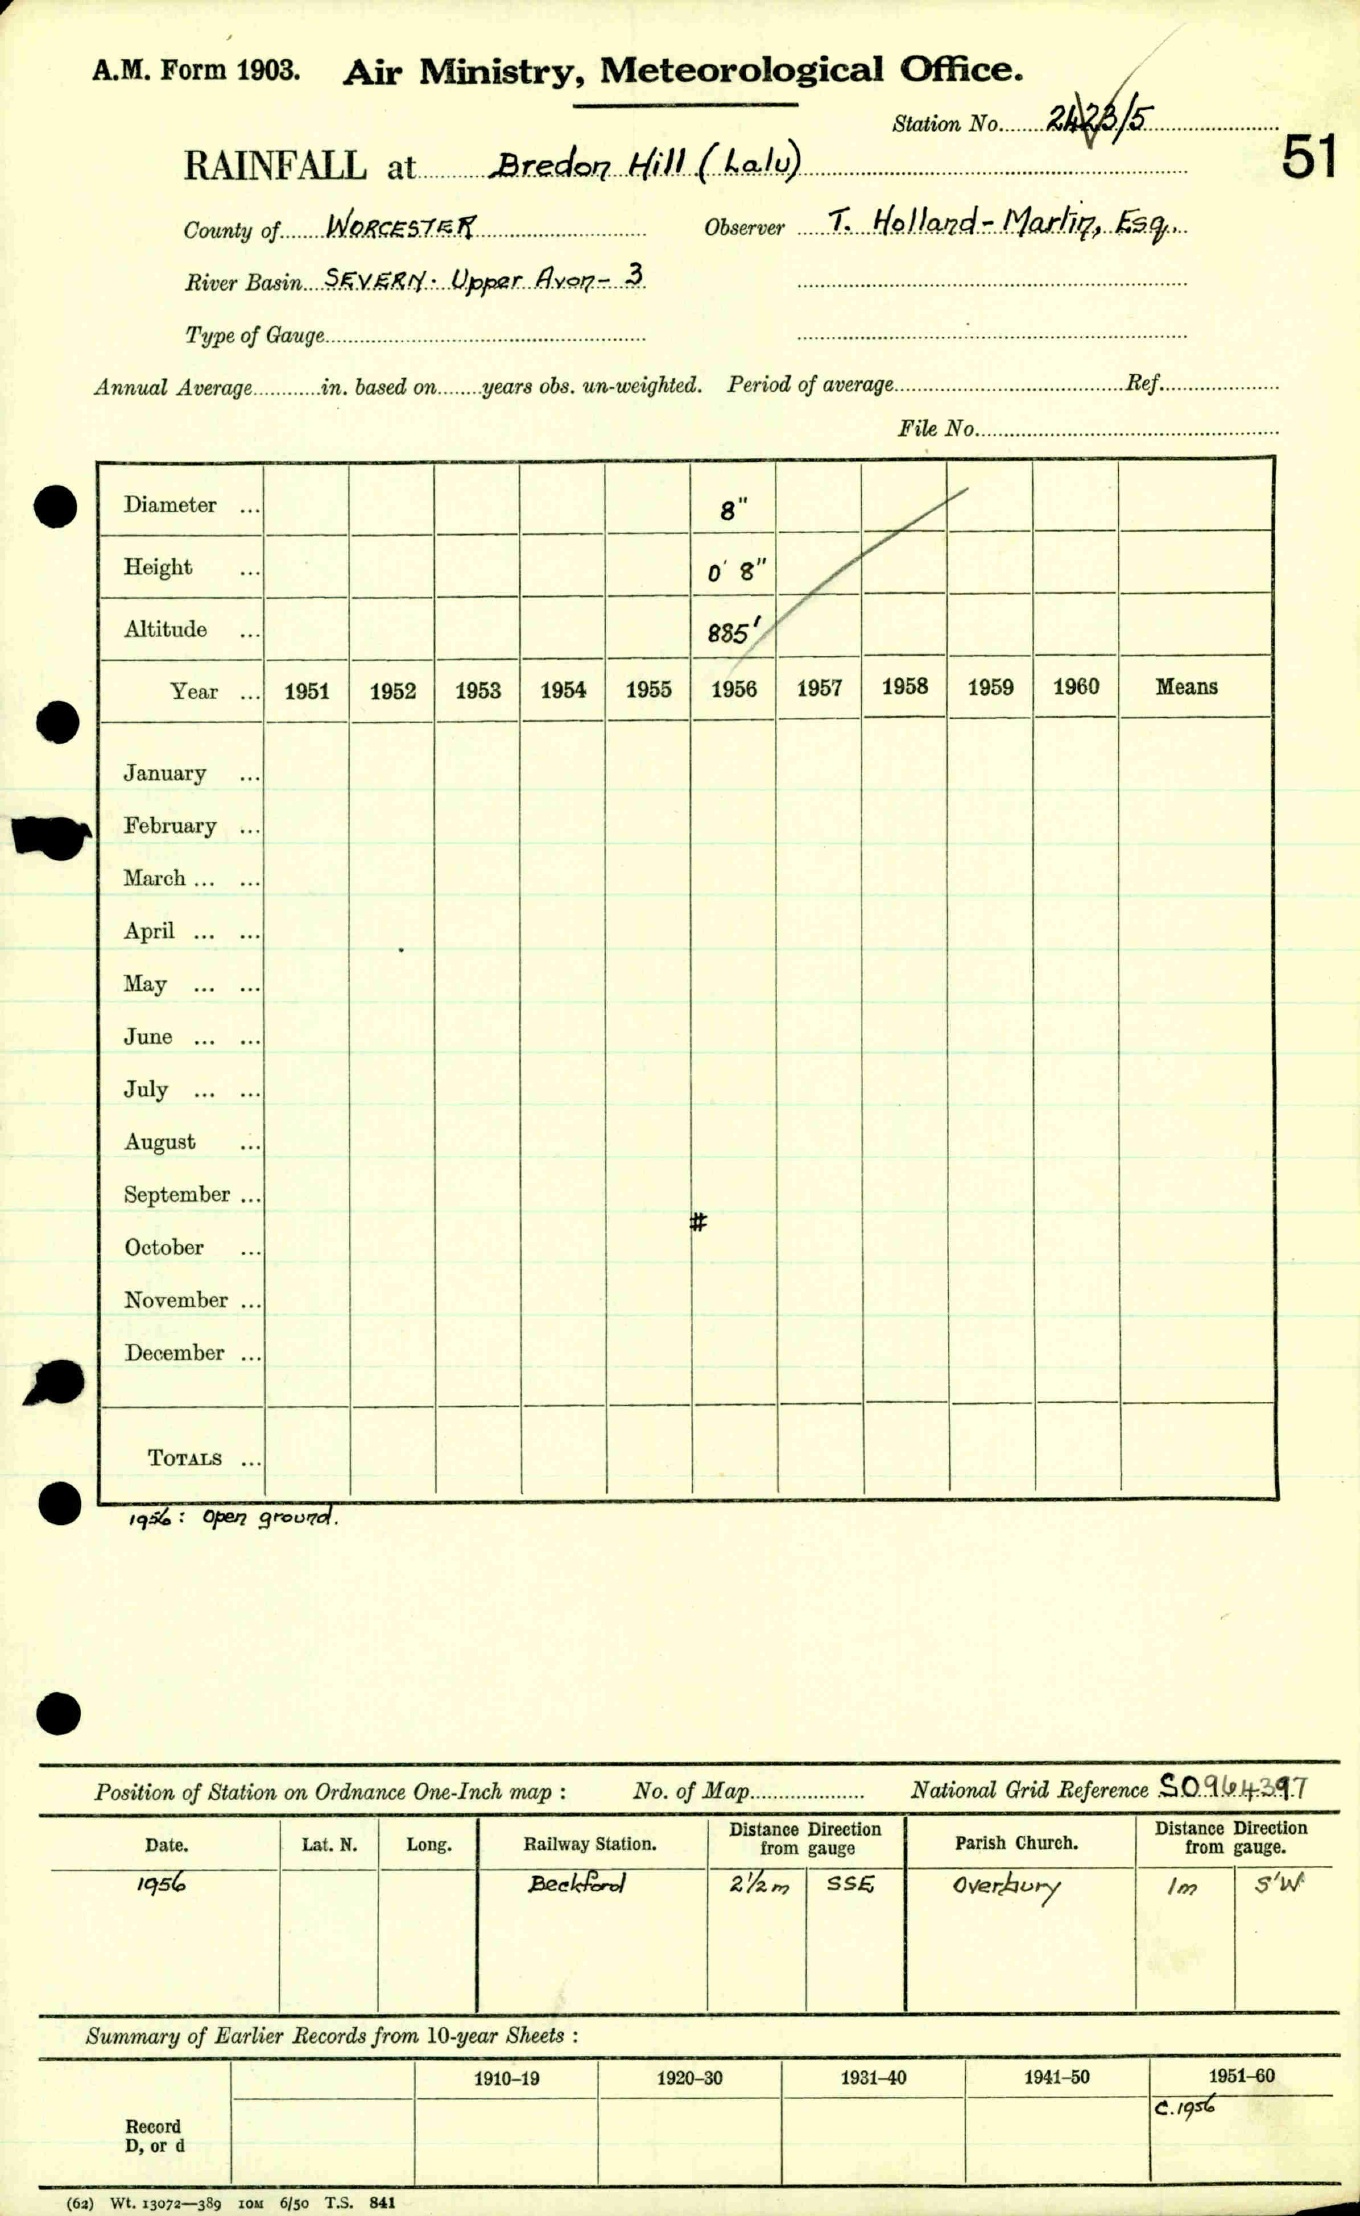 A.M. Form 1903. Air Ministry, Meteorological Office.
Station No. 2423/5
51
RAINFALL at Bredon Hill (Lalu)
County of WORCESTER Observer T. Holland-Martin, Esq.
River Basin SEVERN. Upper Avon - 3
Type of Gauge
Annual Average in. based on years obs. un-weighted. Period of average Ref.
File No.
Diameter ... 8"
Height ... 0' 8"
Altitude ... 885'
Year ... 1951 1952 1953 1954 1955 1956 1957 1958 1959 1960 Means
January ...
February ...
March ... ...
April ... ...
May ... ...
June ... ...
July ... ...
August ...
September ...
#
October ...
November ...
December ...
TOTALS ...
1956: Open ground.
Position of Station on Ordnance One-Inch map : No. of Map National Grid Reference SO964397
Date. Lat. N. Long. Railway Station. Distance Direction from gauge Parish Church. Distance Direction from gauge.
1956 Beckford 2½m SSE Overbury 1m S'W
Summary of Earlier Records from 10-year Sheets :
1910–19 1920–30 1931–40 1941–50 1951–60
C.1956
Record
D, or d
(62) Wt. 13072—389 10M 6/50 T.S. 841